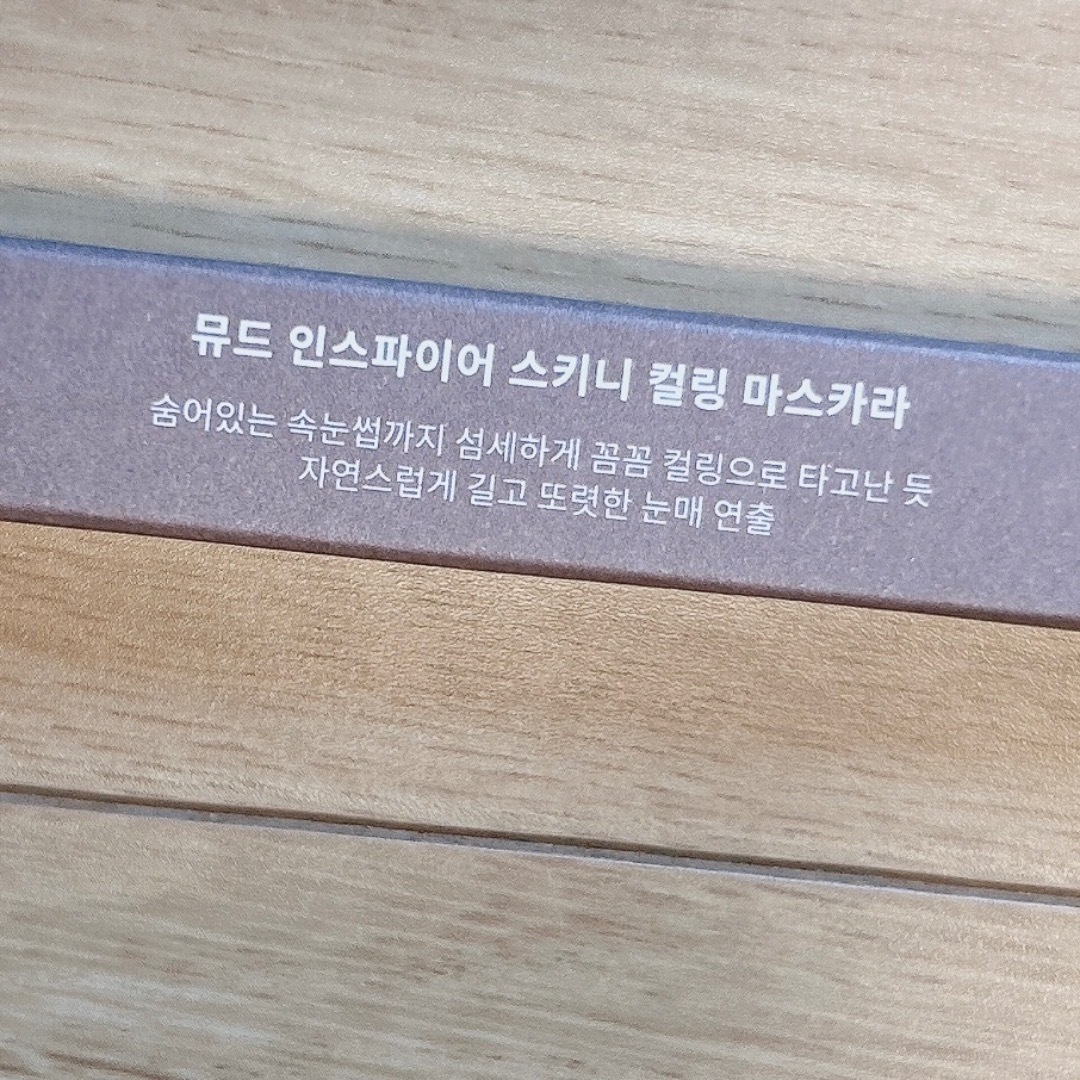 뮤드 인스파이어 스키니 컬링 마스카라
숨어있는 속눈썹까지 섬세하게 꼼꼼 컬링으로 타고난 듯
자연스럽게 길고 또렷한 눈매 연출